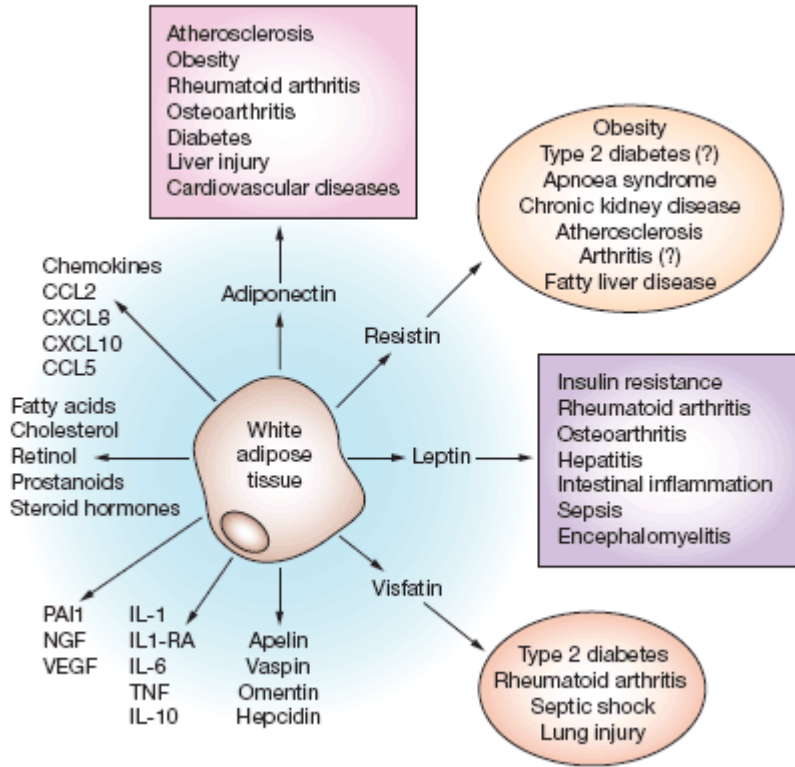 Atherosclerosis
Obesity
Rheumatoid arthritis
Osteoarthritis
Diabetes
Liver injury
Cardiovascular diseases
Obesity
Type 2 diabetes (?)
Apnoea syndrome
Chronic kidney disease
Atherosclerosis
Arthritis (?)
Fatty liver disease
Chemokines
CCL2
CXCL8
CXCL10
CCL5
Adiponectin
Resistin
Fatty acids
Cholesterol
Retinol
Prostanoids
Steroid hormones
White
adipose
tissue
Leptin
Insulin resistance
Rheumatoid arthritis
Osteoarthritis
Hepatitis
Intestinal inflammation
Sepsis
Encephalomyelitis
Visfatin
PAI1
NGF
VEGF
IL-1
IL1-RA
IL-6
TNF
IL-10
Apelin
Vaspin
Omentin
Hepcidin
Type 2 diabetes
Rheumatoid arthritis
Septic shock
Lung injury